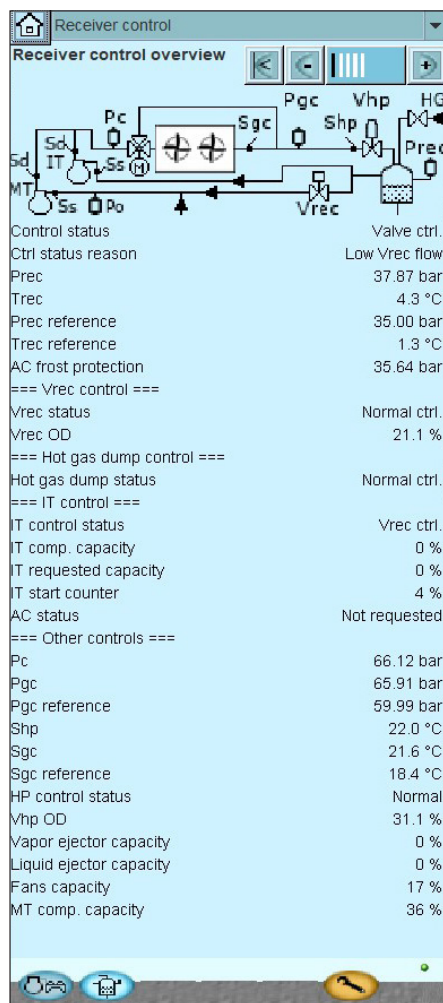 Receiver control
Receiver control overview
Pgc Vhp HG
Pc Sgc Shp
Sd Prec
Sd IT Ss M
MT Ss Po Vrec
Control status Valve ctrl.
Ctrl status reason Low Vrec flow
Prec 37.87 bar
Trec 4.3 °C
Prec reference 35.00 bar
Trec reference 1.3 °C
AC frost protection 35.64 bar
=== Vrec control ===
Vrec status Normal ctrl.
Vrec OD 21.1 %
=== Hot gas dump control ===
Hot gas dump status Normal ctrl.
=== IT control ===
IT control status Vrec ctrl.
IT comp. capacity 0 %
IT requested capacity 0 %
IT start counter 4 %
AC status Not requested
=== Other controls ===
Pc 66.12 bar
Pgc 65.91 bar
Pgc reference 59.99 bar
Shp 22.0 °C
Sgc 21.6 °C
Sgc reference 18.4 °C
HP control status Normal
Vhp OD 31.1 %
Vapor ejector capacity 0 %
Liquid ejector capacity 0 %
Fans capacity 17 %
MT comp. capacity 36 %